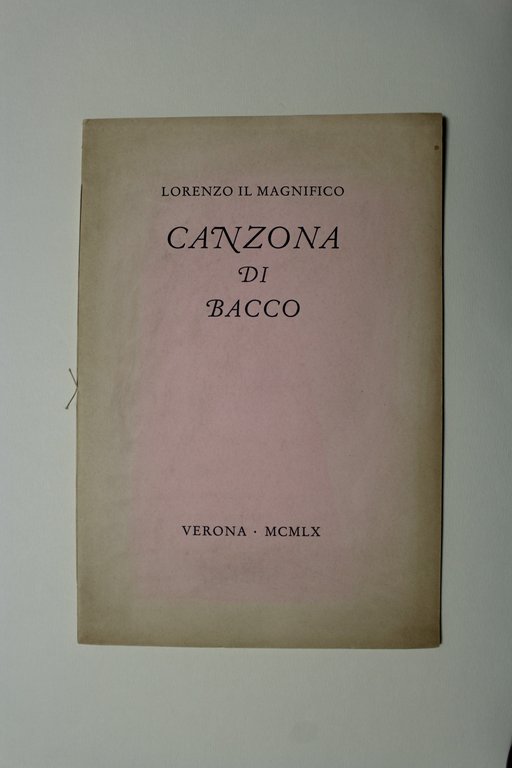 LORENZO IL MAGNIFICO
CANZONA
DI
BACCO
VERONA · MCMLX